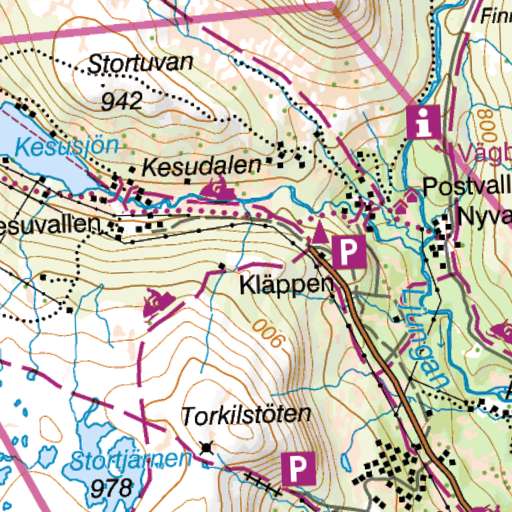 Finn
Stortuvan
942
Kesusjön
i
800
Kesudalen
Vägb
Postvall
Nyva
esuvallen
P
Kläppen
Ljungan
900
Torkilstöten
Stortjärnen
P
978